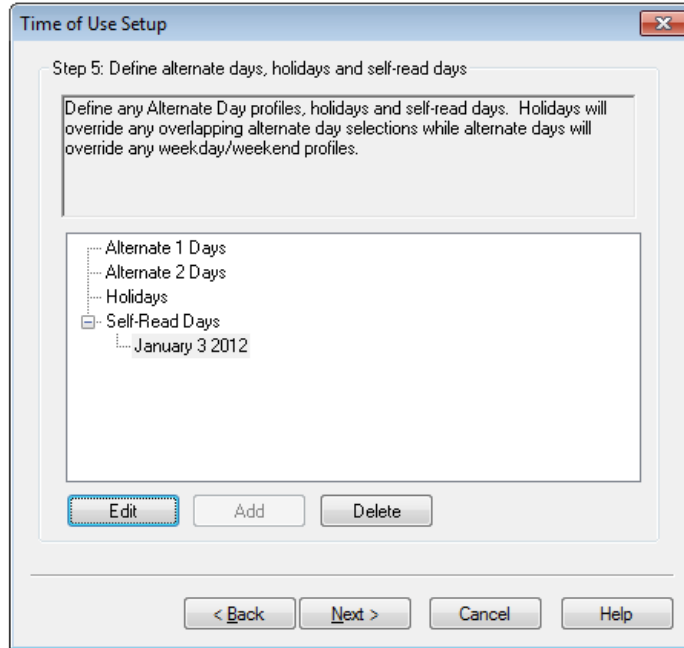 Time of Use Setup
Step 5: Define alternate days, holidays and self-read days
Define any Alternate Day profiles, holidays and self-read days.  Holidays will
override any overlapping alternate day selections while alternate days will
override any weekday/weekend profiles.
Alternate 1 Days
Alternate 2 Days
Holidays
Self-Read Days
January 3 2012
Edit Add Delete
< Back Next > Cancel Help